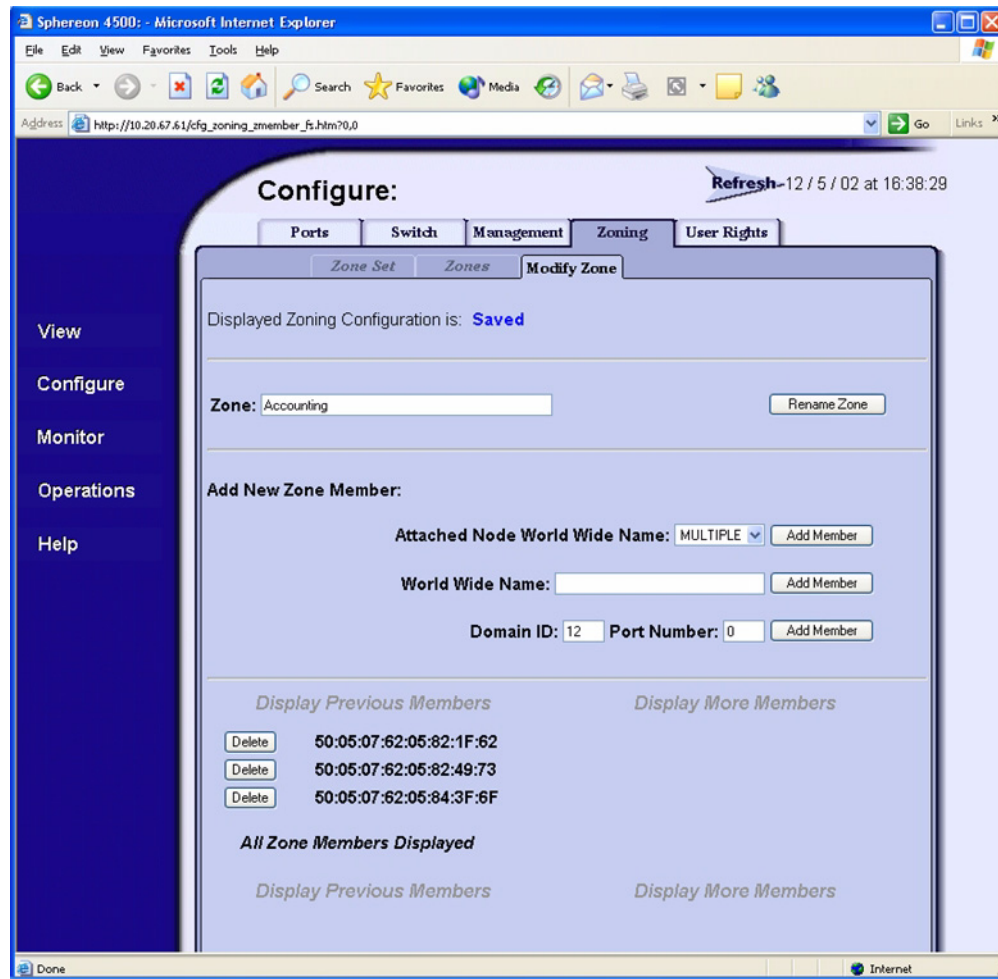 Sphereon 4500: - Microsoft Internet Explorer
File Edit View Favorites Tools Help
Back Search Favorites Media
Address http://10.20.67.61/cfg_zoning_zmember_fs.htm?0,0 Go Links »
Configure:
Refresh-12 / 5 / 02 at 16:38:29
Ports Switch Management Zoning User Rights
Zone Set Zones Modify Zone
View
Configure
Monitor
Operations
Help
Displayed Zoning Configuration is: Saved
Zone: Accounting Rename Zone
Add New Zone Member:
Attached Node World Wide Name: MULTIPLE Add Member
World Wide Name: Add Member
Domain ID: 12 Port Number: 0 Add Member
Display Previous Members Display More Members
Delete 50:05:07:62:05:82:1F:62
Delete 50:05:07:62:05:82:49:73
Delete 50:05:07:62:05:84:3F:6F
All Zone Members Displayed
Display Previous Members Display More Members
Done Internet